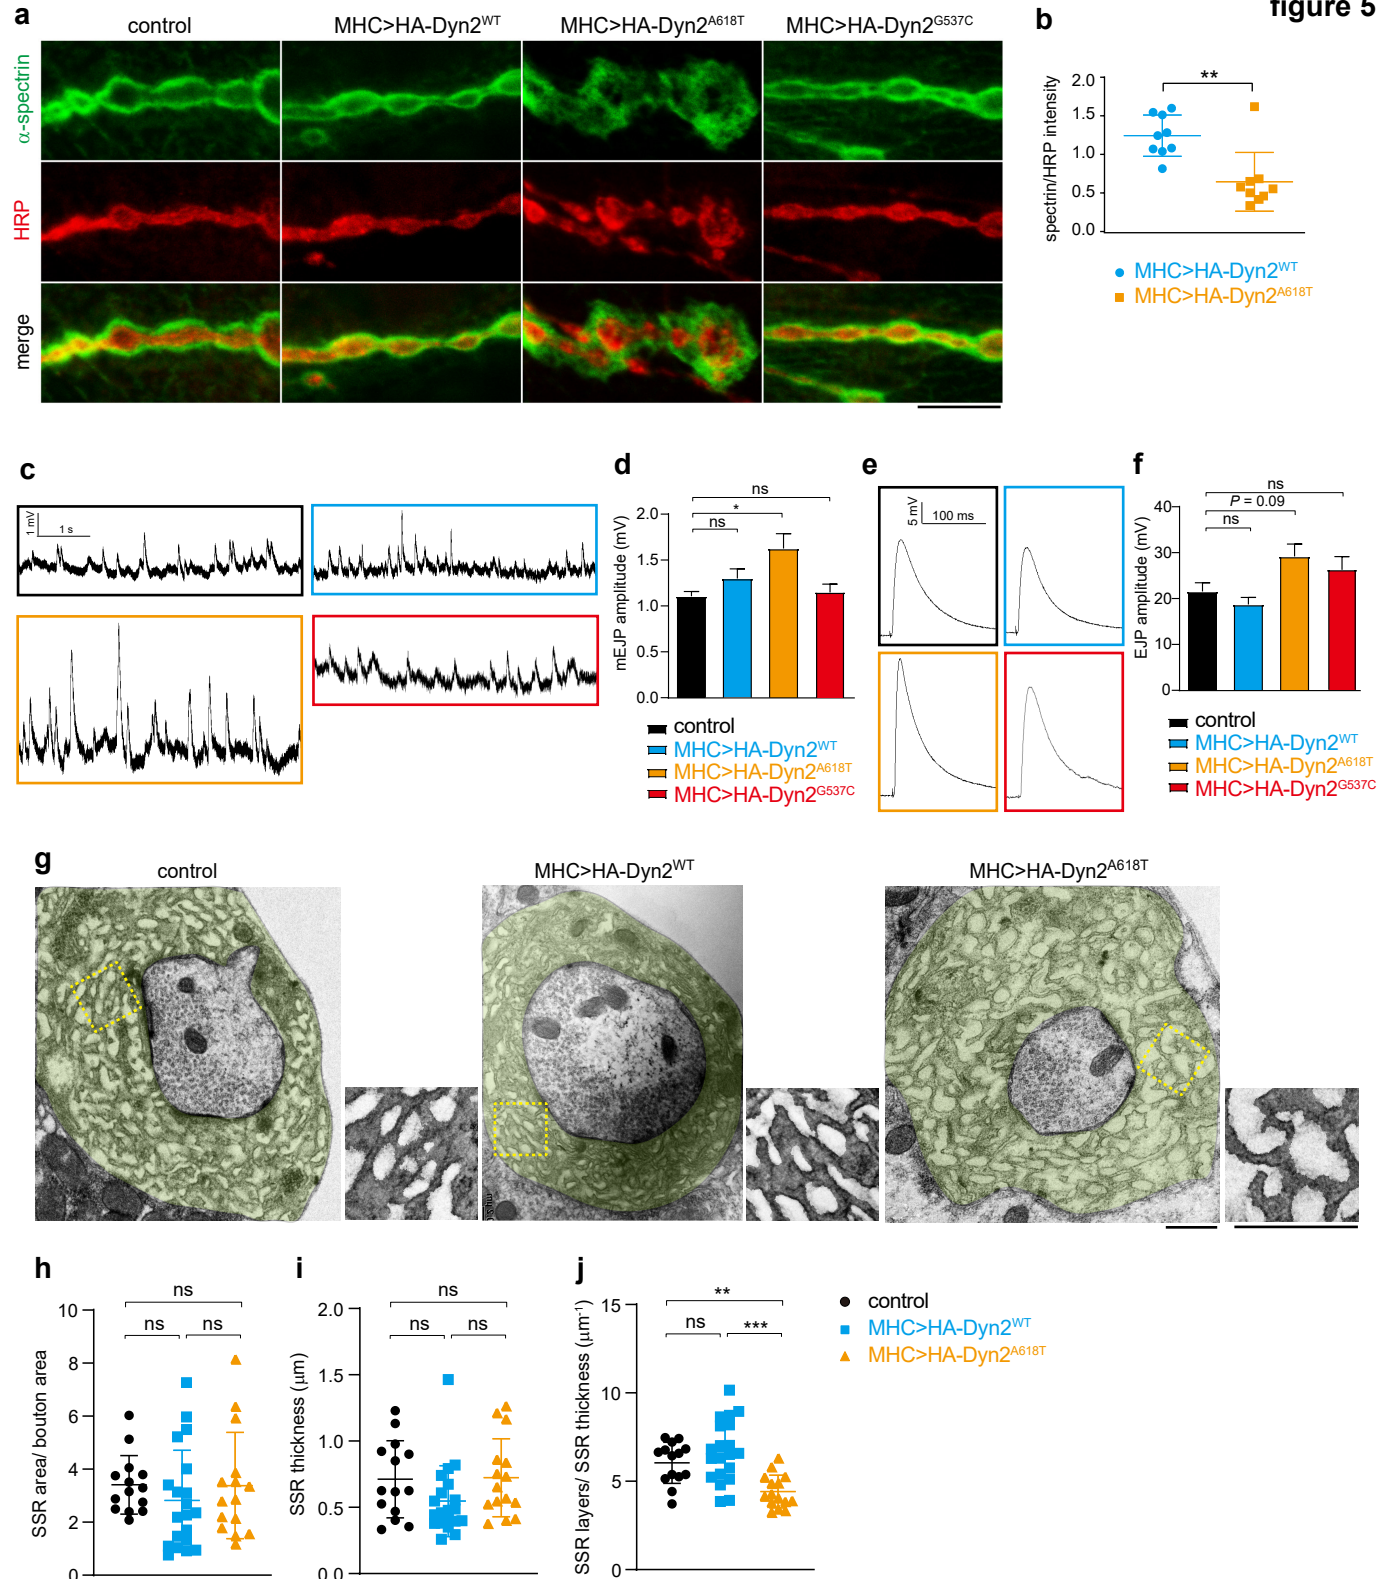 figure 5
a
control
MHC>HA-Dyn2WT
MHC>HA-Dyn2A618T
MHC>HA-Dyn2G537C
α-spectrin
HRP
merge
b
spectrin/HRP intensity
2.0
1.5
1.0
0.5
0.0
**
MHC>HA-Dyn2WT
MHC>HA-Dyn2A618T
c
1 mV
1 s
d
mEJP amplitude (mV)
2.0
1.5
1.0
0.5
0.0
ns
*
ns
control
MHC>HA-Dyn2WT
MHC>HA-Dyn2A618T
MHC>HA-Dyn2G537C
e
5 mV
100 ms
f
EJP amplitude (mV)
40
30
20
10
0
ns
P = 0.09
ns
control
MHC>HA-Dyn2WT
MHC>HA-Dyn2A618T
MHC>HA-Dyn2G537C
g
control
MHC>HA-Dyn2WT
MHC>HA-Dyn2A618T
h
SSR area/ bouton area
10
8
6
4
2
0
ns
ns
ns
i
SSR thickness (μm)
2.0
1.5
1.0
0.5
0.0
ns
ns
ns
j
SSR layers/ SSR thickness (μm-1)
15
10
5
0
**
ns
***
control
MHC>HA-Dyn2WT
MHC>HA-Dyn2A618T